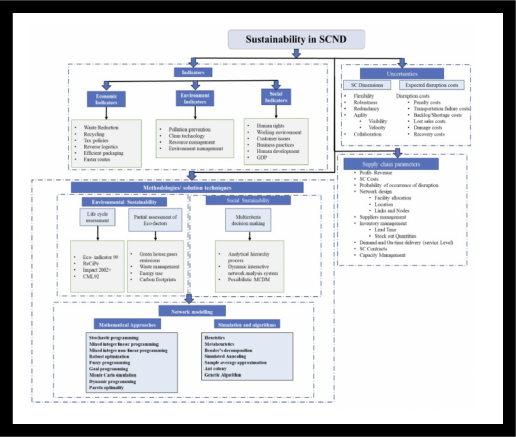 Sustainability in SCND
Indicators
Economic
Indicators
Environment
Indicators
Social
Indicators
Waste Reduction
Recycling
Tax policies
Reverse logistics
Efficient packaging
Faster routes
Pollution prevention
Clean technology
Resource management
Environment management
Human rights
Working environment
Customer issues
Business practices
Human development
GDP
Uncertainties
SC Dimensions
Expected disruption costs
Flexibility
Robustness
Redundancy
Agility
Visibility
Velocity
Collaboration
Disruption costs
Penalty costs
Transportation failure costs
Backlog/Shortage costs
Lost sales costs
Damage costs
Recovery costs
Supply chain parameters
Profit- Revenue
SC Costs
Probability of occurrence of disruption
Network design
Facility allocation
Location
Links and Nodes
Suppliers management
Inventory management
Lead Time
Stock out Quantities
Demand and On-time delivery (service Level)
SC Contracts
Capacity Management
Methodologies/ solution techniques
Environmental Sustainability
Social Sustainability
Life cycle
assessment
Partial assessment of
Eco-factors
Multicriteria
decision making
Eco- indicator 99
ReCiPe
Impact 2002+
CML92
Green house gases
emissions
Waste management
Energy use
Carbon footprints
Analytical hierarchy
process
Dynamic interactive
network analysis system
Possibilistic MCDM
Network modelling
Mathematical Approaches
Simulation and algorithms
Stochastic programming
Mixed integer linear programming
Mixed integer non-linear programming
Robust optimization
Fuzzy programming
Goal programming
Monte Carlo simulation
Dynamic programming
Pareto optimality
Heuristics
Metaheuristics
Bender's decomposition
Simulated Annealing
Sample average approximation
Ant colony
Genetic Algorithm